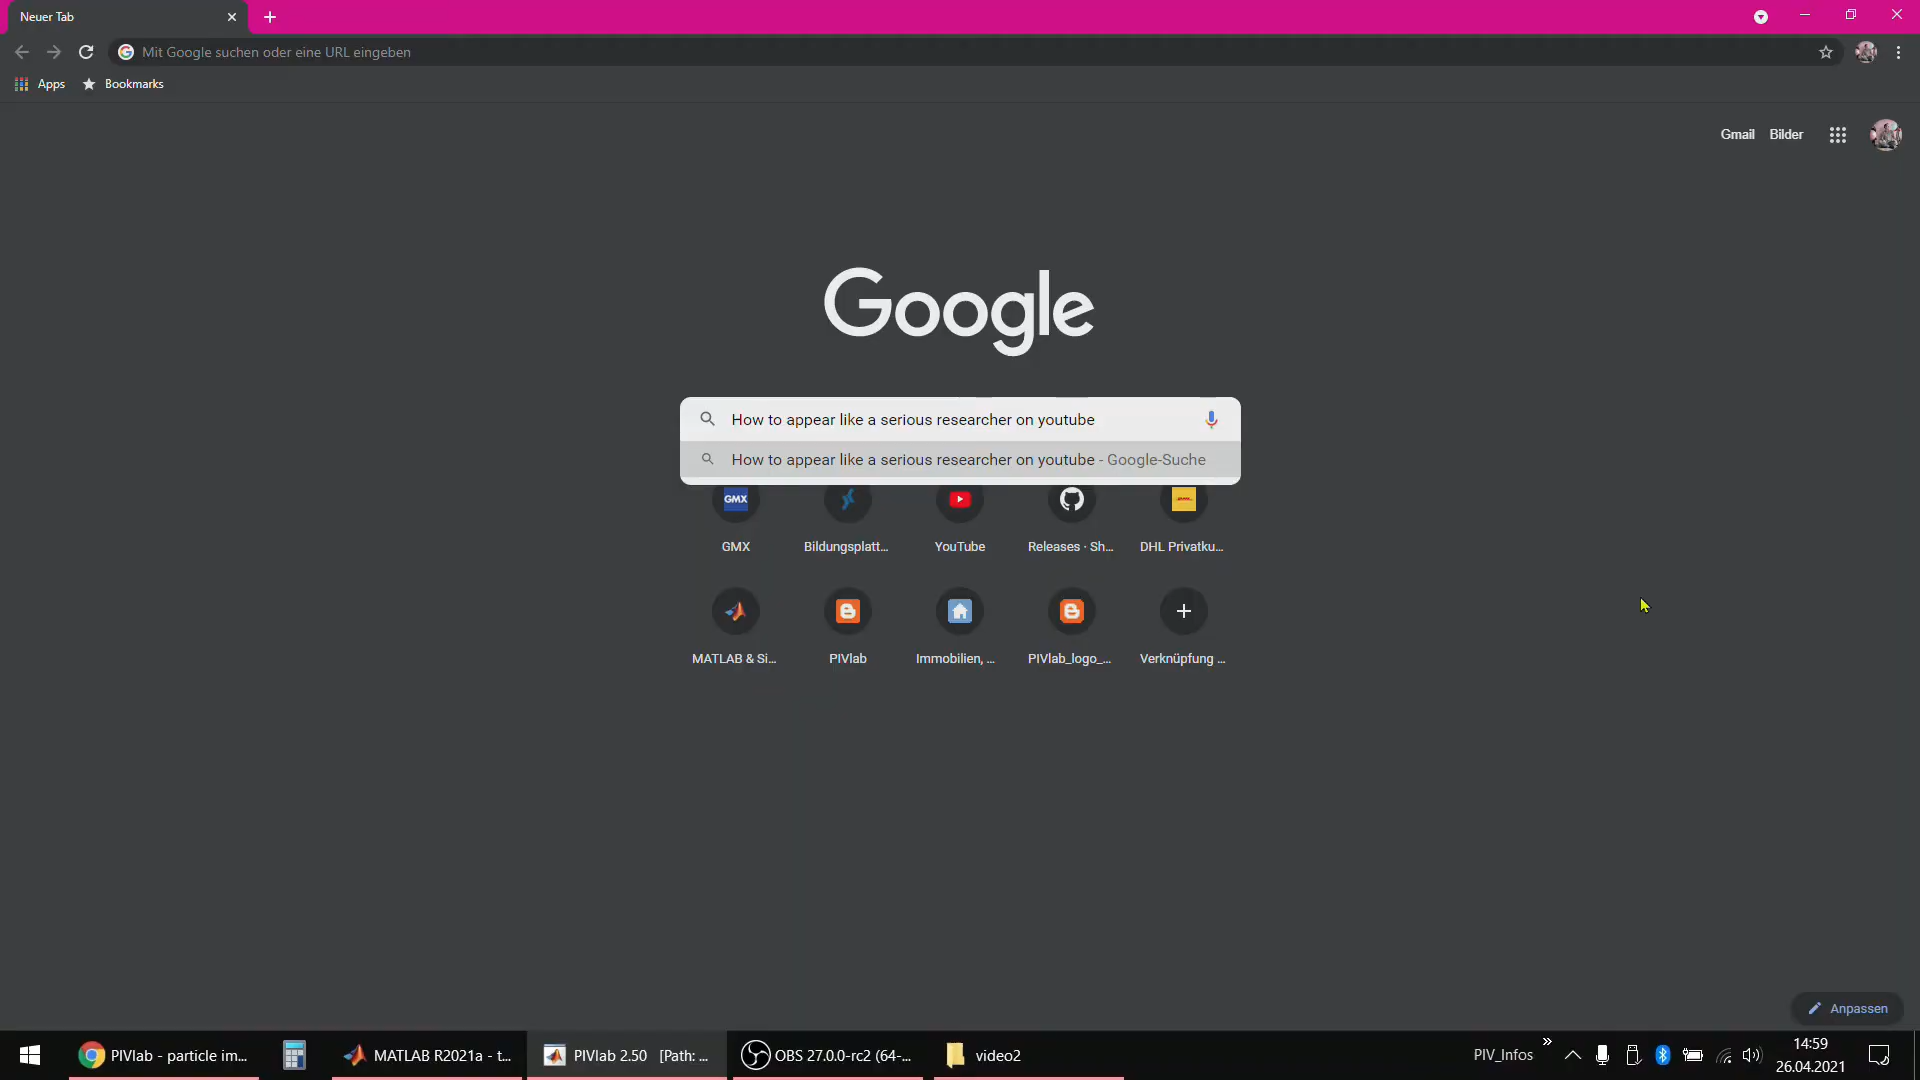 Neuer Tab
Mit Google suchen oder eine URL eingeben
Apps
Bookmarks
Gmail
Bilder
Google
How to appear like a serious researcher on youtube
How to appear like a serious researcher on youtube - Google-Suche
GMX
GMX
Bildungsplatt...
YouTube
Releases · Sh...
DHL Privatku...
MATLAB & Si...
PIVlab
Immobilien, ...
PIVlab_logo_...
Verknüpfung ...
Anpassen
PIVlab - particle im...
MATLAB R2021a - t...
PIVlab 2.50 [Path: ...
OBS 27.0.0-rc2 (64-...
video2
PIV_Infos
14:59
26.04.2021